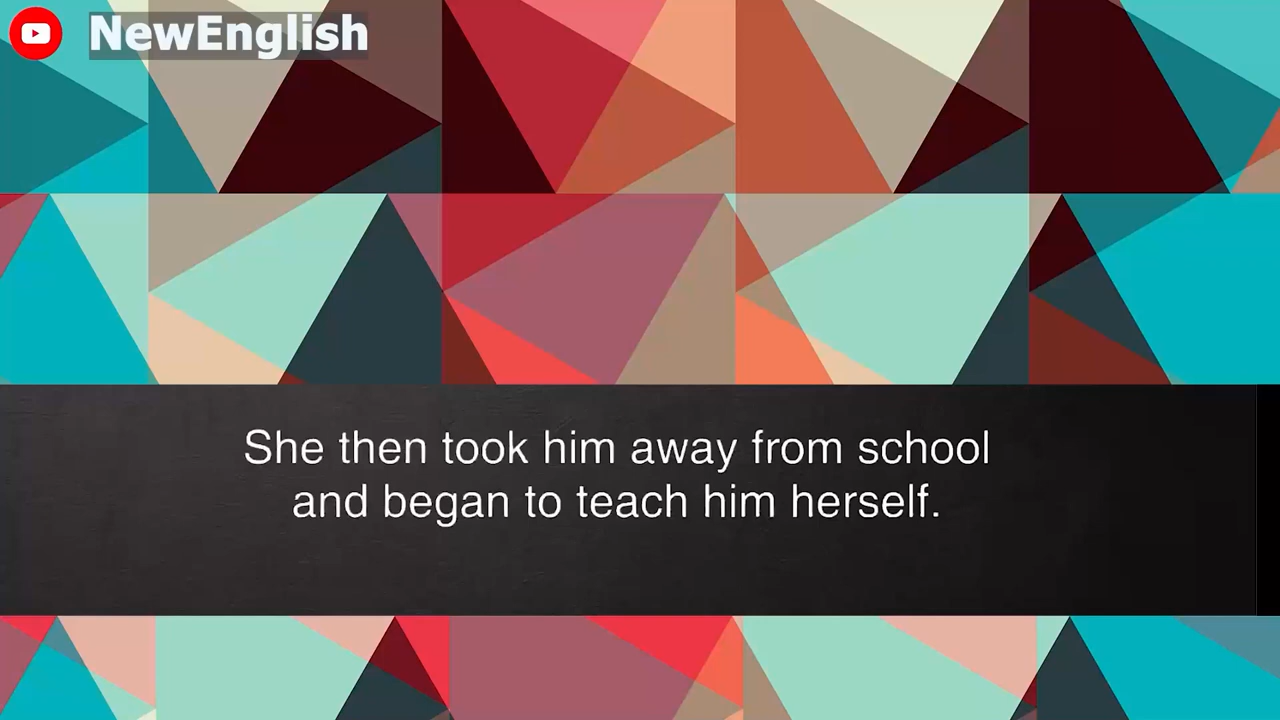 NewEnglish
She then took him away from school
and began to teach him herself.